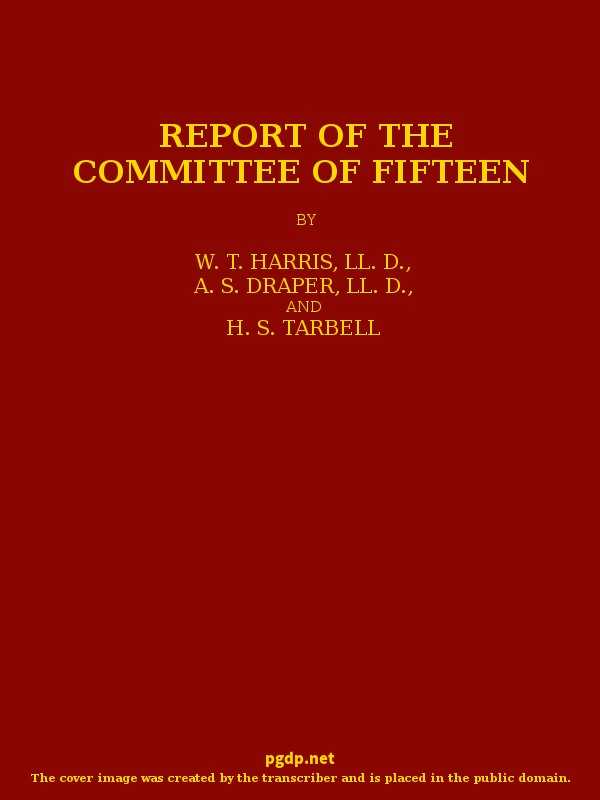 REPORT OF THE
COMMITTEE OF FIFTEEN
BY
W. T. HARRIS, LL. D.,
A. S. DRAPER, LL. D.,
AND
H. S. TARBELL
pgdp.net
The cover image was created by the transcriber and is placed in the public domain.